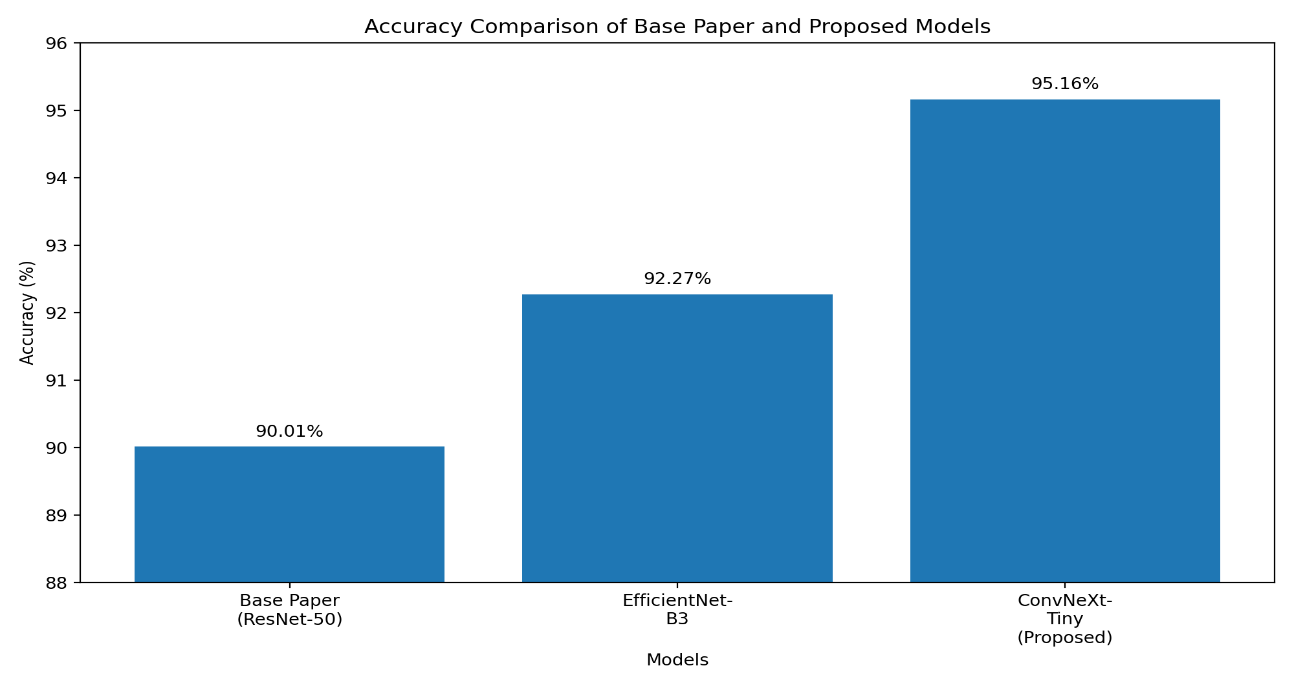 Accuracy Comparison of Base Paper and Proposed Models
96
95
94
93
92
91
90
89
88
Accuracy (%)
90.01%
92.27%
95.16%
Base Paper
(ResNet-50)
EfficientNet-
B3
ConvNeXt-
Tiny
(Proposed)
Models